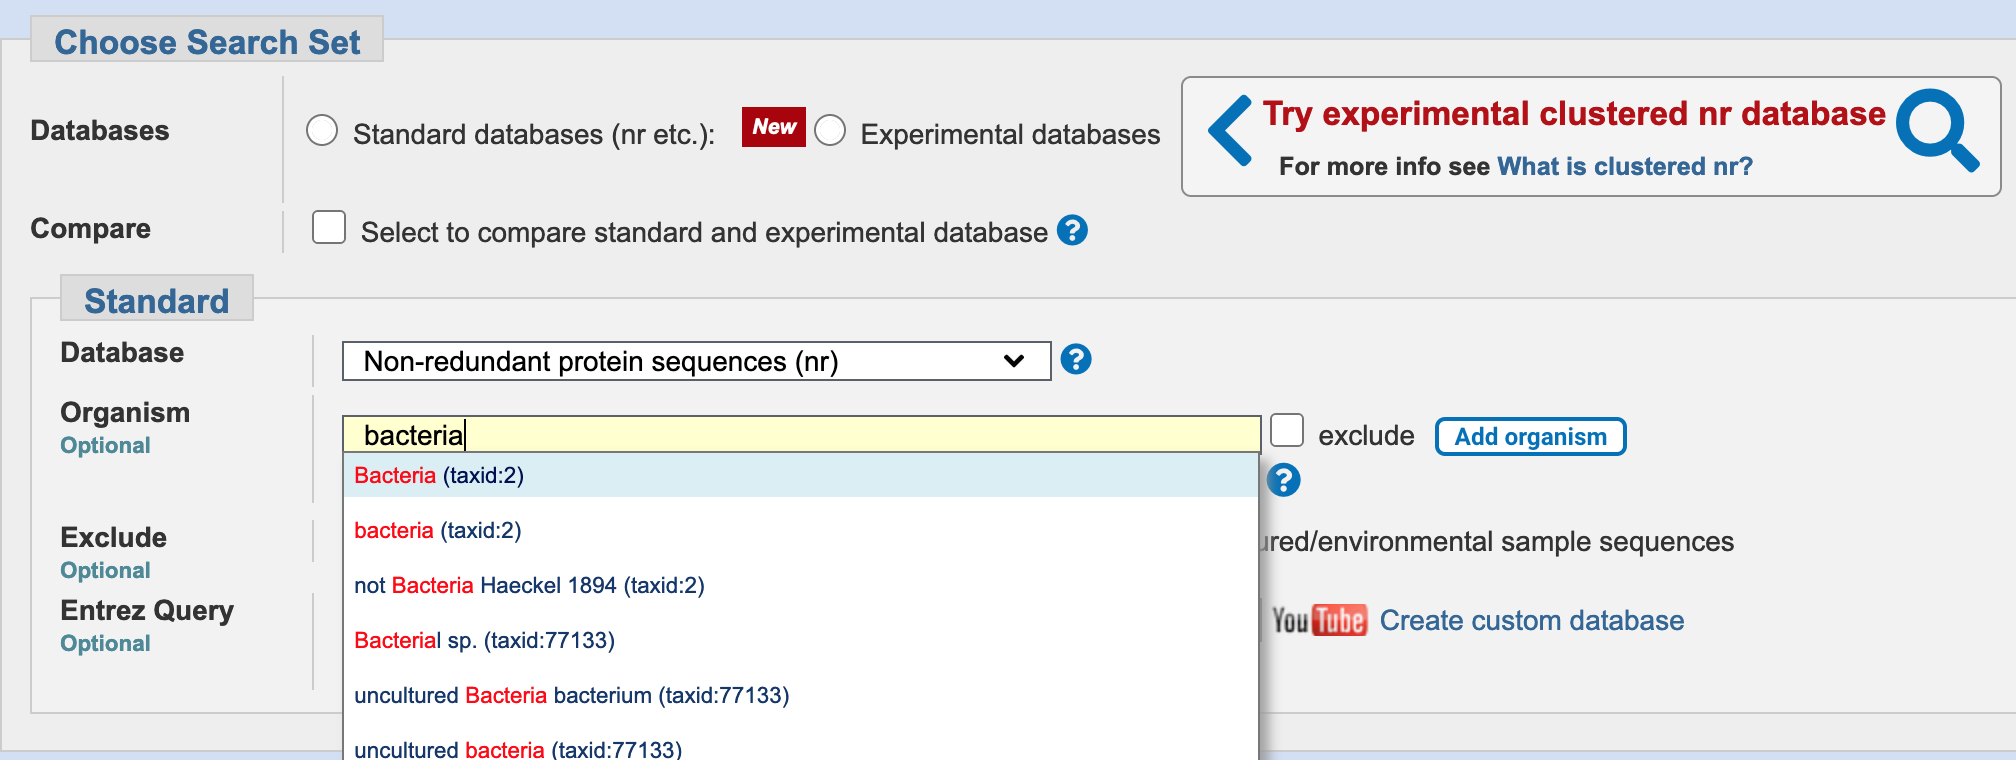 Choose Search Set
Databases
Standard databases (nr etc.):
New
Experimental databases
Try experimental clustered nr database
For more info see What is clustered nr?
Compare
Select to compare standard and experimental database ?
Standard
Database
Non-redundant protein sequences (nr)
?
Organism
Optional
bacteria
exclude
Add organism
?
Bacteria (taxid:2)
bacteria (taxid:2)
not Bacteria Haeckel 1894 (taxid:2)
Bacterial sp. (taxid:77133)
uncultured Bacteria bacterium (taxid:77133)
uncultured bacteria (taxid:77133)
Exclude
Optional
ured/environmental sample sequences
Entrez Query
Optional
YouTube Create custom database